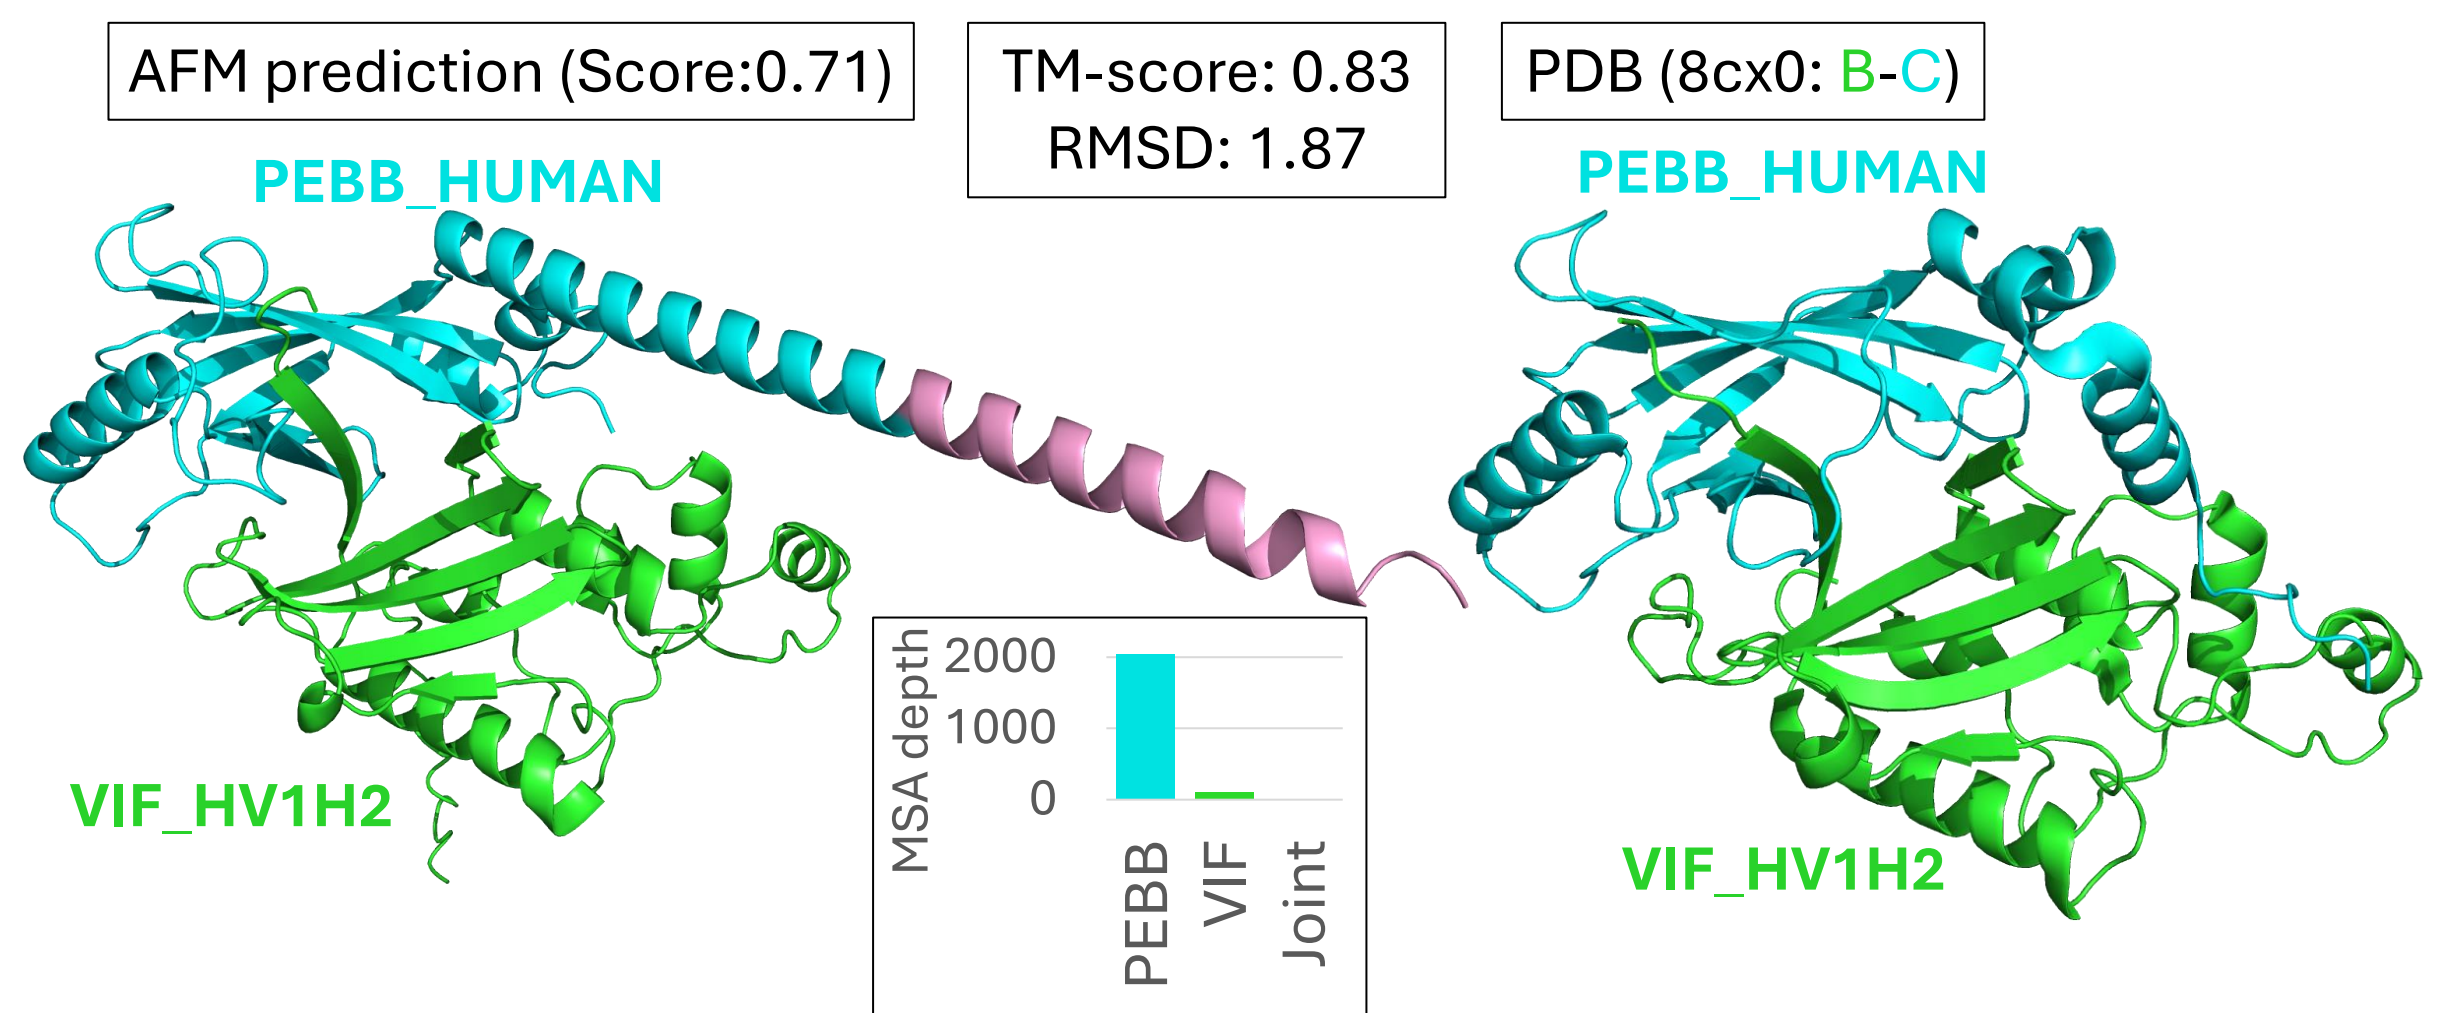 AFM prediction (Score:0.71)
TM-score: 0.83
RMSD: 1.87
PDB (8cx0: B-C)
PEBB_HUMAN
PEBB_HUMAN
VIF_HV1H2
MSA depth
2000
1000
0
PEBB
VIF
Joint
VIF_HV1H2